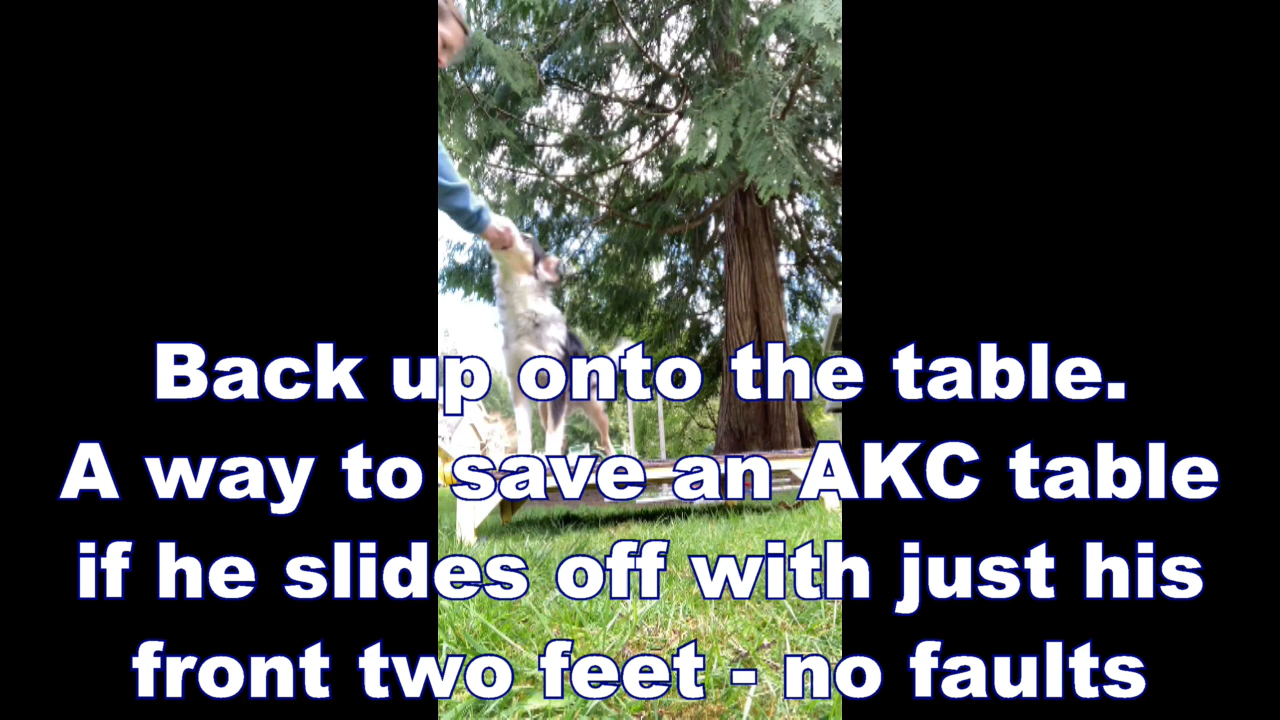 Back up onto the table.
A way to save an AKC table
if he slides off with just his
front two feet - no faults